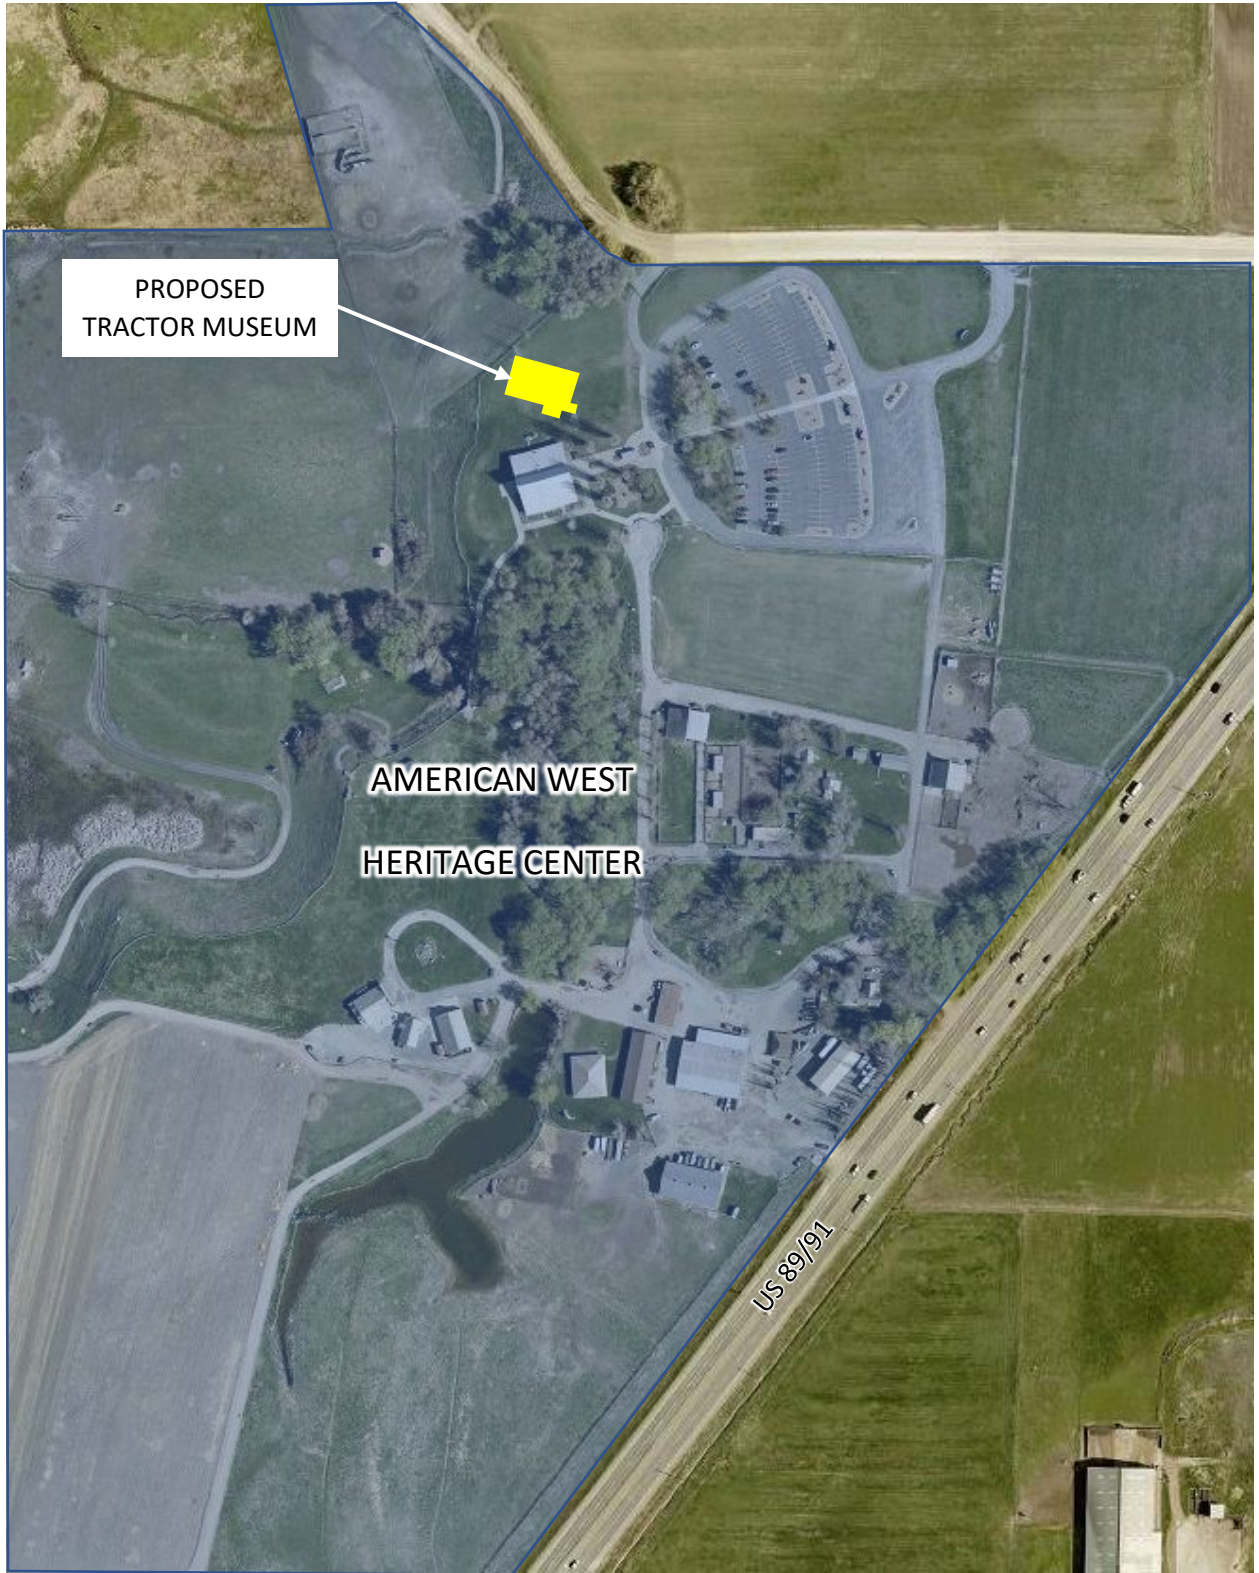 PROPOSED
TRACTOR MUSEUM
AMERICAN WEST
HERITAGE CENTER
US 89/91